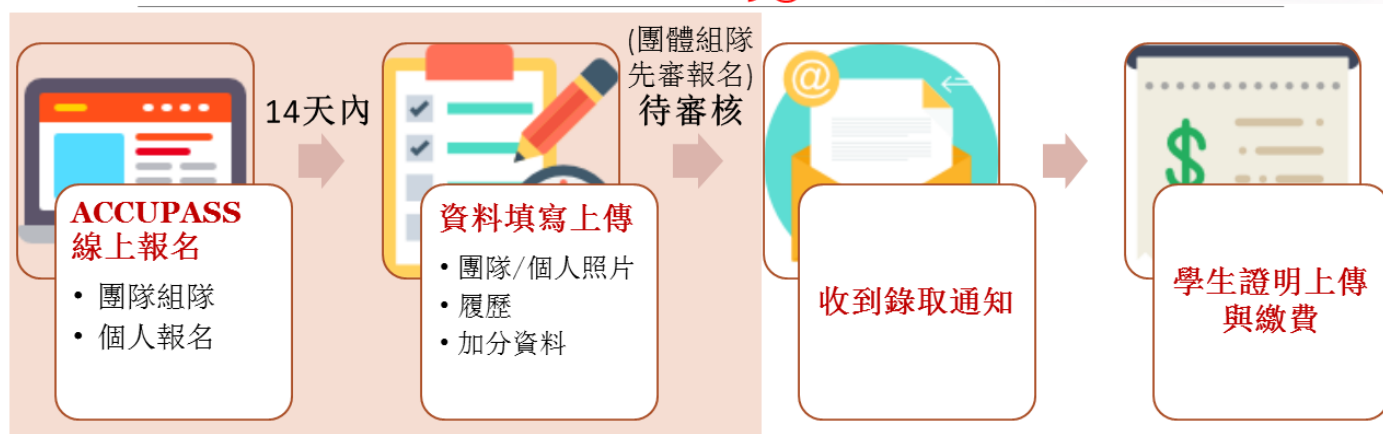 ACCUPASS
線上報名
• 團隊組隊
• 個人報名
14天內
資料填寫上傳
• 團隊/個人照片
• 履歷
• 加分資料
(團體組隊
先審報名)
待審核
@
收到錄取通知
$
學生證明上傳
與繳費